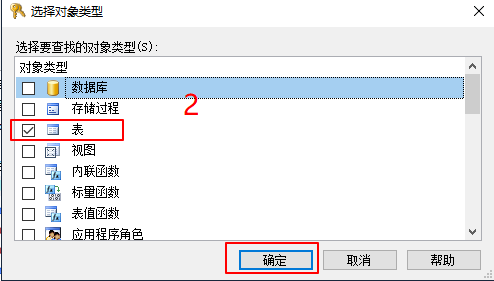 选择对象类型
选择要查找的对象类型(S):
对象类型
数据库
存储过程
2
表
视图
内联函数
标量函数
表值函数
应用程序角色
确定
取消
帮助